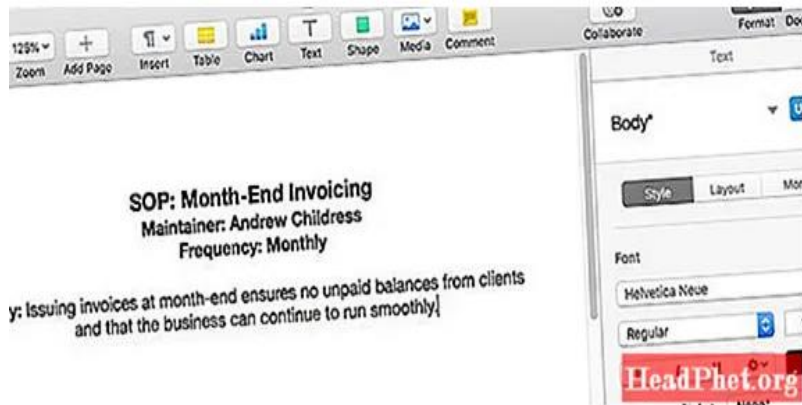 Collaborate
Format
125%
Zoom
Add Page
Insert
Table
Chart
Text
Shape
Media
Comment
Text
Body*
Style
Layout
Font
Helvetica Neue
Regular
SOP: Month-End Invoicing
Maintainer: Andrew Childress
Frequency: Monthly
y: Issuing invoices at month-end ensures no unpaid balances from clients
and that the business can continue to run smoothly.
HeadPhet.org